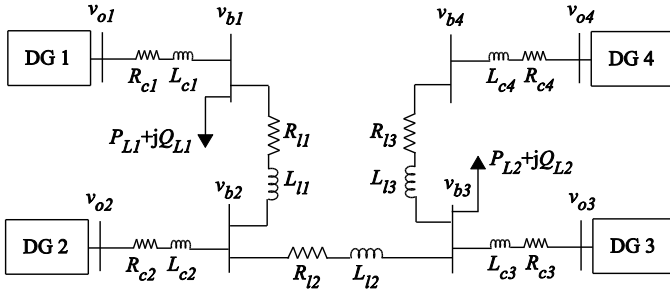 v_o1 v_b1 v_b4 v_o4
DG 1 DG 4
R_c1 L_c1 L_c4 R_c4
P_L1+jQ_L1 R_l1 R_l3 P_L2+jQ_L2
v_o2 v_b2 L_l1 L_l3 v_b3 v_o3
DG 2 DG 3
R_c2 L_c2 R_l2 L_l2 L_c3 R_c3